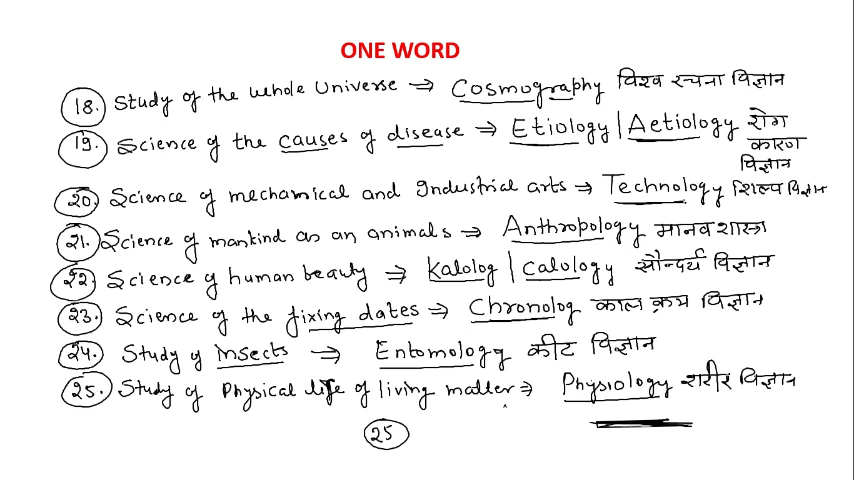 ONE WORD
18. Study of the whole Universe ⇒ Cosmography विश्व रचना विज्ञान
19. Science of the causes of disease ⇒ Etiology | Aetiology रोग
कारण
विज्ञान
20. Science of mechamical and Industrial arts ⇒ Technology शिल्प विज्ञान
21. Science of mankind as an animals ⇒ Anthropology मानव शास्त्र
22. Science of human beauty ⇒ Kalolog | Calology सौन्दर्य विज्ञान
23. Science of the fixing dates ⇒ Chronolog काल क्रम विज्ञान
24. Study of insects ⇒ Entomology कीट विज्ञान
25. Study of Physical life of living matter ⇒ Physiology शरीर विज्ञान
25